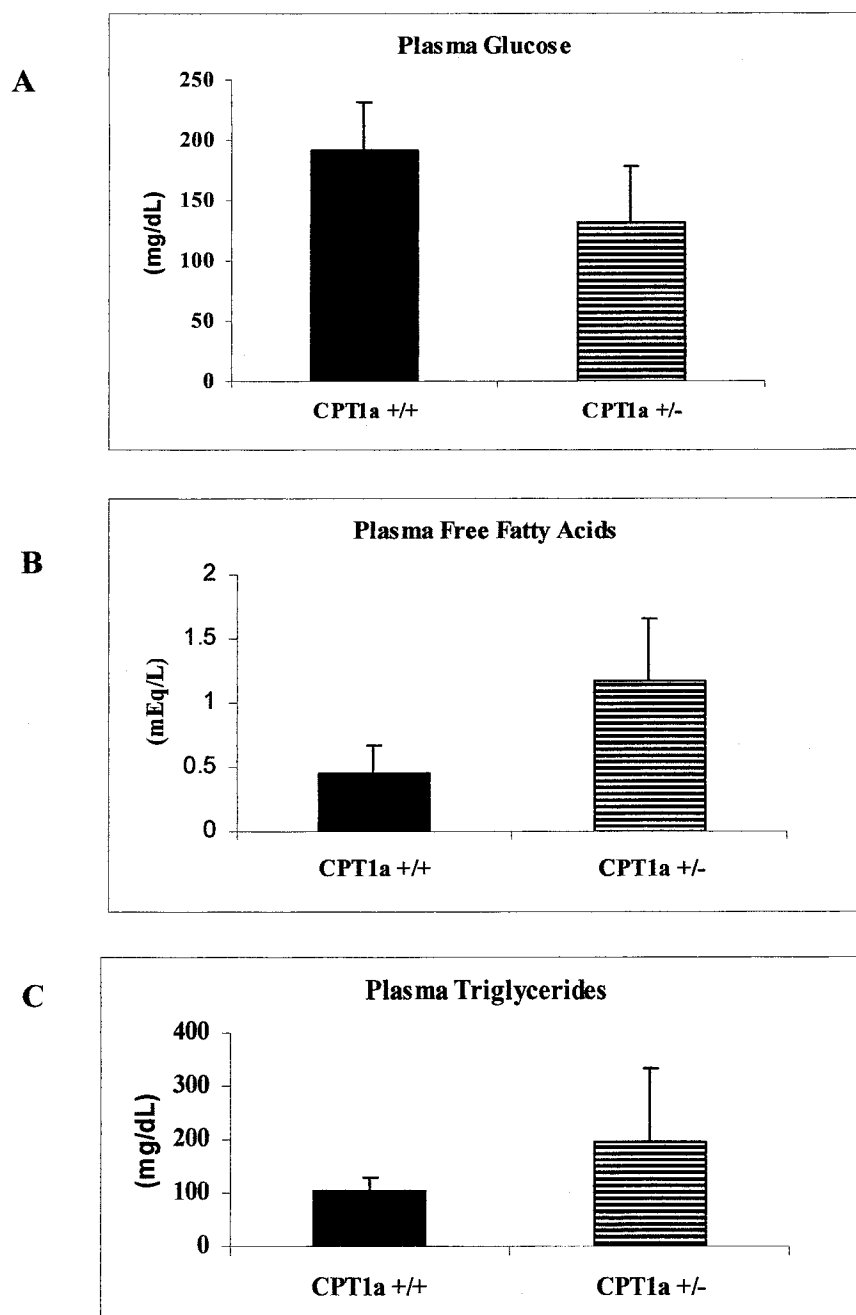 A
Plasma Glucose
250
200
150
100
50
0
(mg/dL)
CPT1a +/+ CPT1a +/-
B
Plasma Free Fatty Acids
2
1.5
1
0.5
0
(mEq/L)
CPT1a +/+ CPT1a +/-
C
Plasma Triglycerides
400
300
200
100
0
(mg/dL)
CPT1a +/+ CPT1a +/-